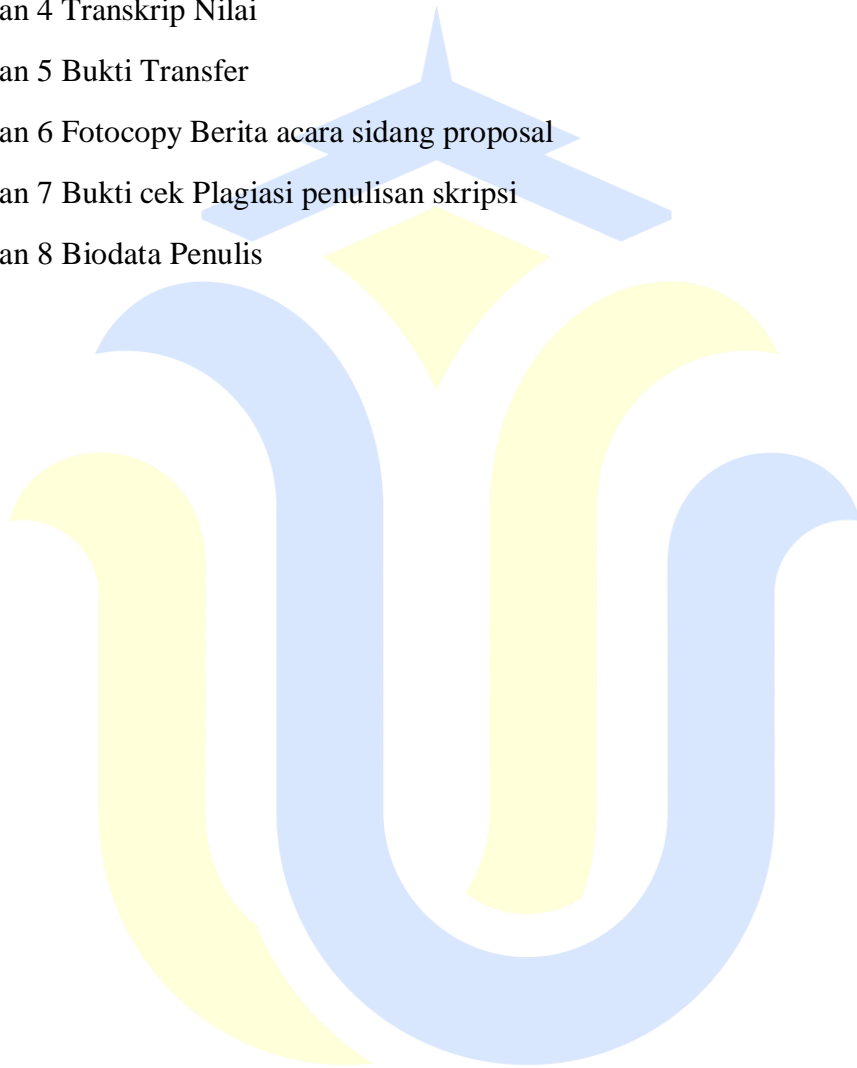 an 4 Transkrip Nilai
an 5 Bukti Transfer
an 6 Fotocopy Berita acara sidang proposal
an 7 Bukti cek Plagiasi penulisan skripsi
an 8 Biodata Penulis